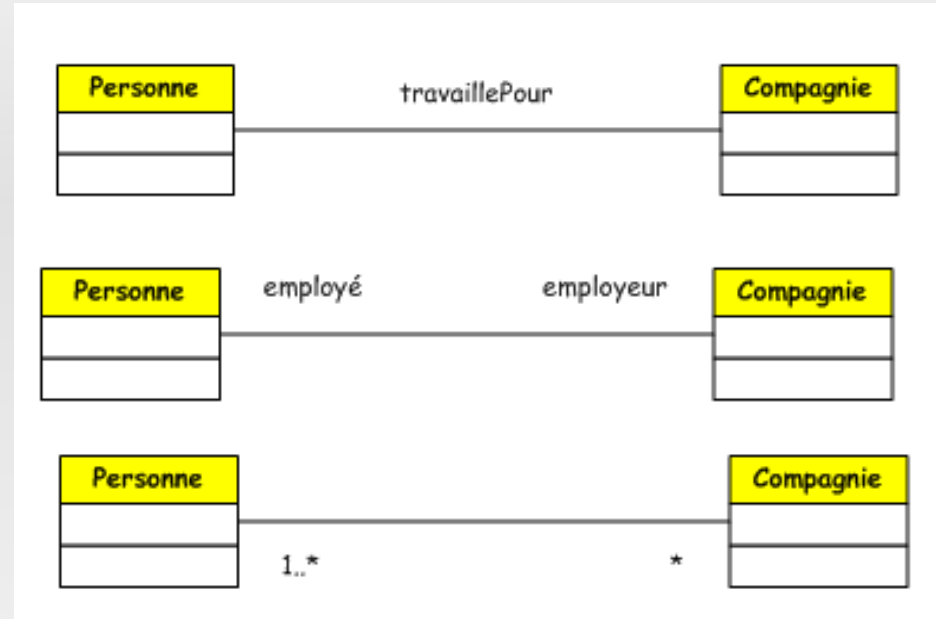 Personne travaillePour Compagnie
Personne employé employeur Compagnie
Personne Compagnie
1..* *